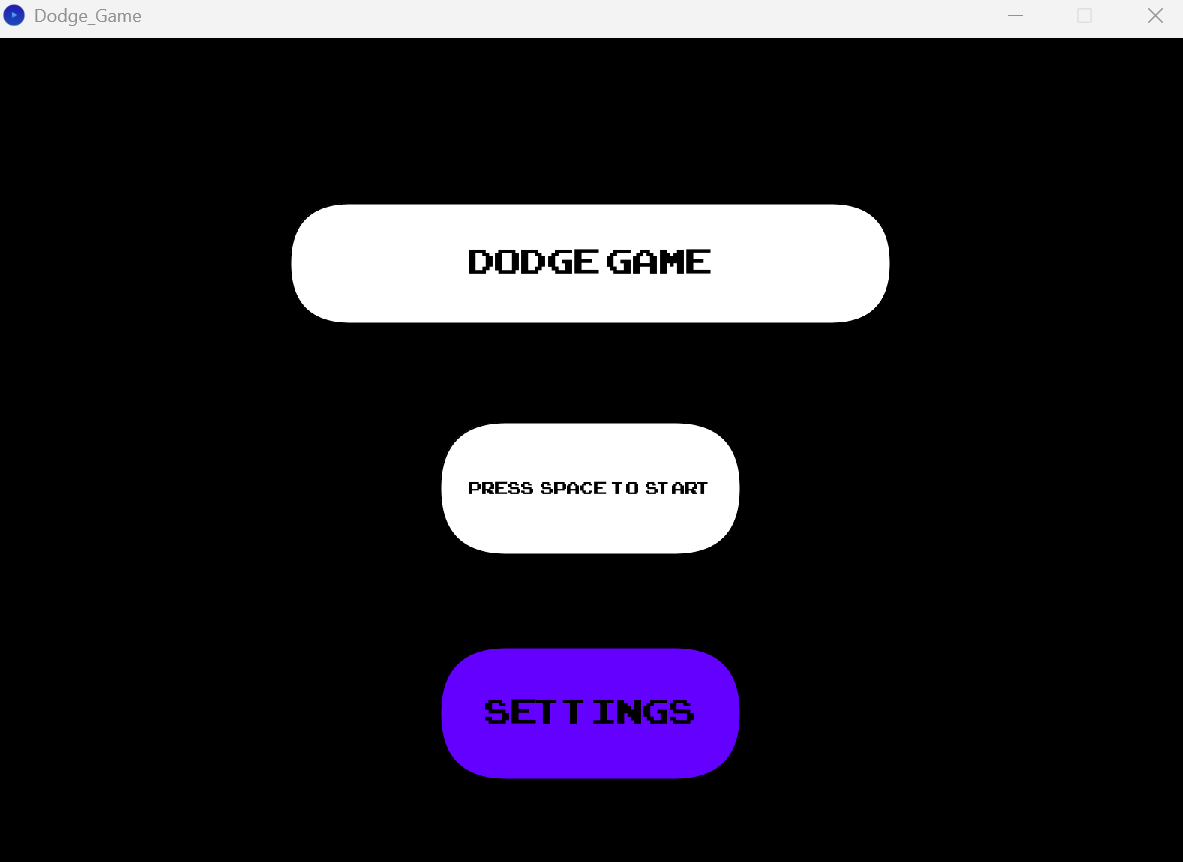 Dodge_Game
DODGE GAME
PRESS SPACE TO START
SETTINGS